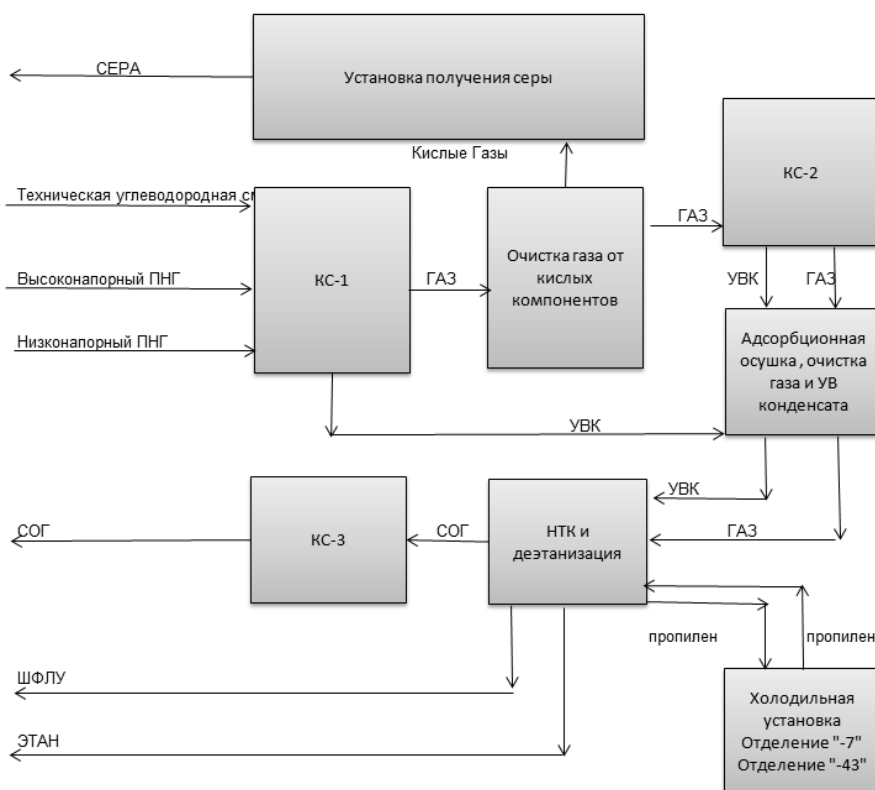 СЕРА
Установка получения серы
Кислые Газы
КС-2
Техническая углеводородная
ГАЗ
Очистка газа от
кислых
компонентов
КС-1
ГАЗ
Высоконапорный ПНГ
УВК
ГАЗ
Низконапорный ПНГ
Адсорбционная
осушка , очистка
газа и УВ
конденсата
УВК
УВК
СОГ
КС-3
СОГ
НТК и
деэтанизация
ГАЗ
пропилен
пропилен
ШФЛУ
Холодильная
установка
Отделение "-7"
Отделение "-43"
ЭТАН